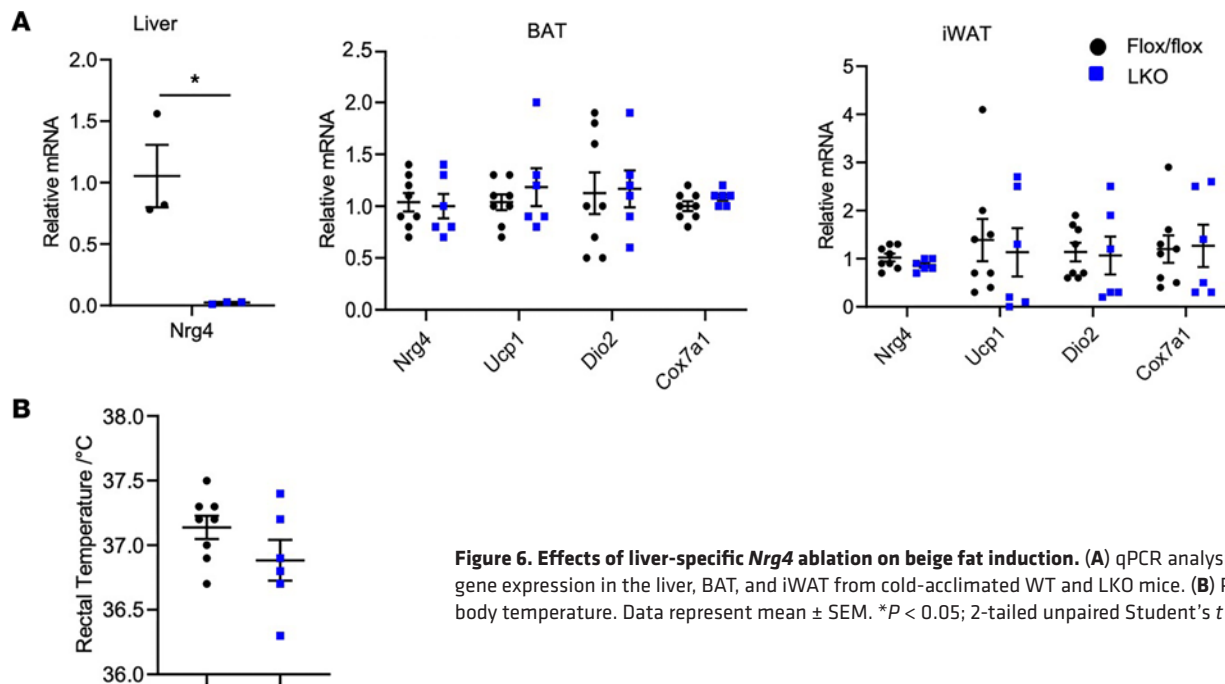 A
Liver
BAT
iWAT
Flox/flox
LKO
Relative mRNA
2.0
1.5
1.0
0.5
0.0
*
Nrg4
Relative mRNA
2.5
2.0
1.5
1.0
0.5
0.0
Nrg4
Ucp1
Dio2
Cox7a1
Relative mRNA
5
4
3
2
1
0
Nrg4
Ucp1
Dio2
Cox7a1
B
Rectal Temperature /°C
38.0
37.5
37.0
36.5
36.0
Figure 6. Effects of liver-specific Nrg4 ablation on beige fat induction. (A) qPCR analys
gene expression in the liver, BAT, and iWAT from cold-acclimated WT and LKO mice. (B)
body temperature. Data represent mean ± SEM. *P < 0.05; 2-tailed unpaired Student's t